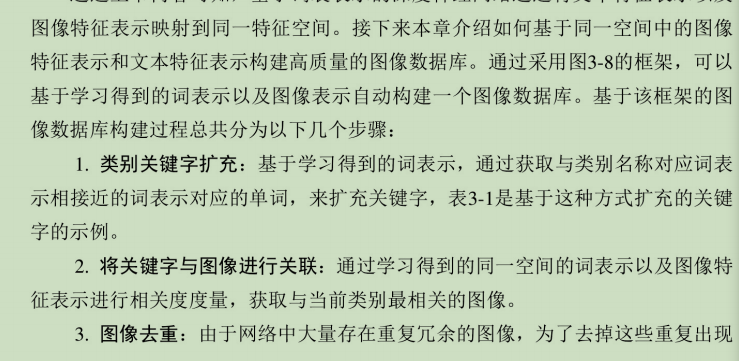 图像特征表示映射到同一特征空间。接下来本章介绍如何基于同一空间中的图像
特征表示和文本特征表示构建高质量的图像数据库。通过采用图3-8的框架，可以
基于学习得到的词表示以及图像表示自动构建一个图像数据库。基于该框架的图
像数据库构建过程总共分为以下几个步骤：
1. 类别关键字扩充：基于学习得到的词表示，通过获取与类别名称对应词表
示相接近的词表示对应的单词，来扩充关键字，表3-1是基于这种方式扩充的关键
字的示例。
2. 将关键字与图像进行关联：通过学习得到的同一空间的词表示以及图像特
征表示进行相关度度量，获取与当前类别最相关的图像。
3. 图像去重：由于网络中大量存在重复冗余的图像，为了去掉这些重复出现